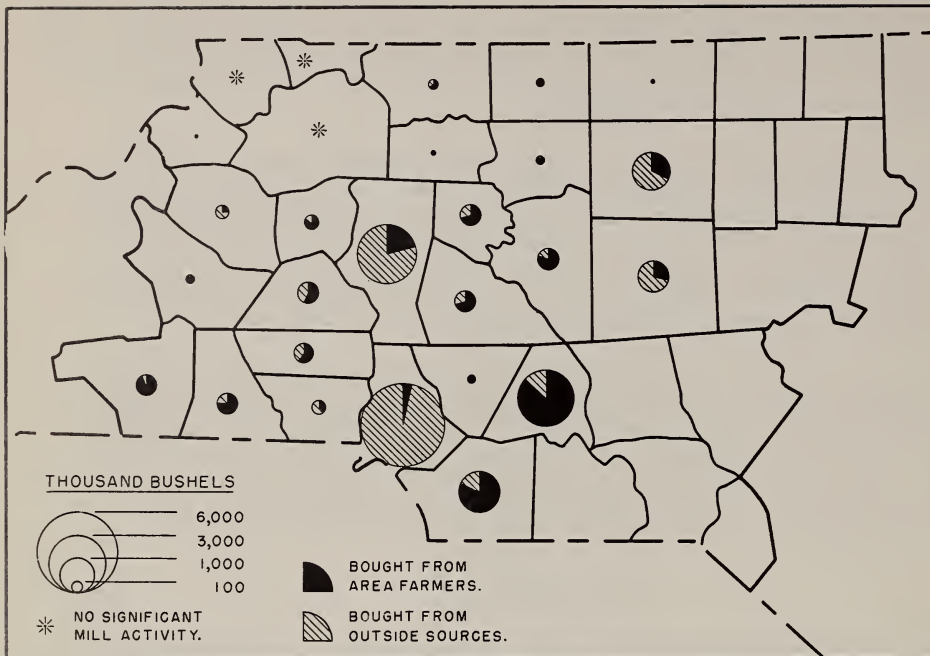 THOUSAND BUSHELS
6,000
3,000
1,000
100
NO SIGNIFICANT
MILL ACTIVITY.
BOUGHT FROM
AREA FARMERS.
BOUGHT FROM
OUTSIDE SOURCES.